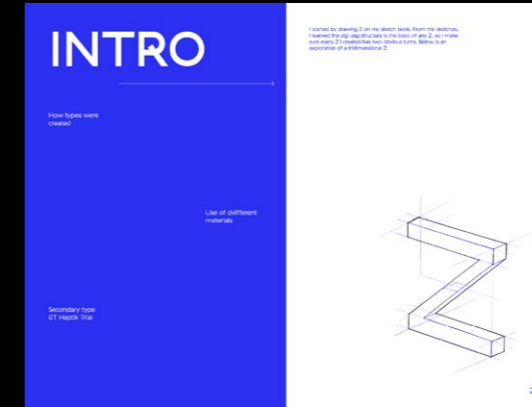 INTRO
How types were
created
Use of dvifferent
materials
Secondary type
GT Haptik Trial
I started by drawing Z on my sketch book. From the sketches,
I learned the zig-zag structure is the basic of any Z, so I make
sure every Z I created has two obvious turns. Below is an
exploration of a tridimensional Z.
2